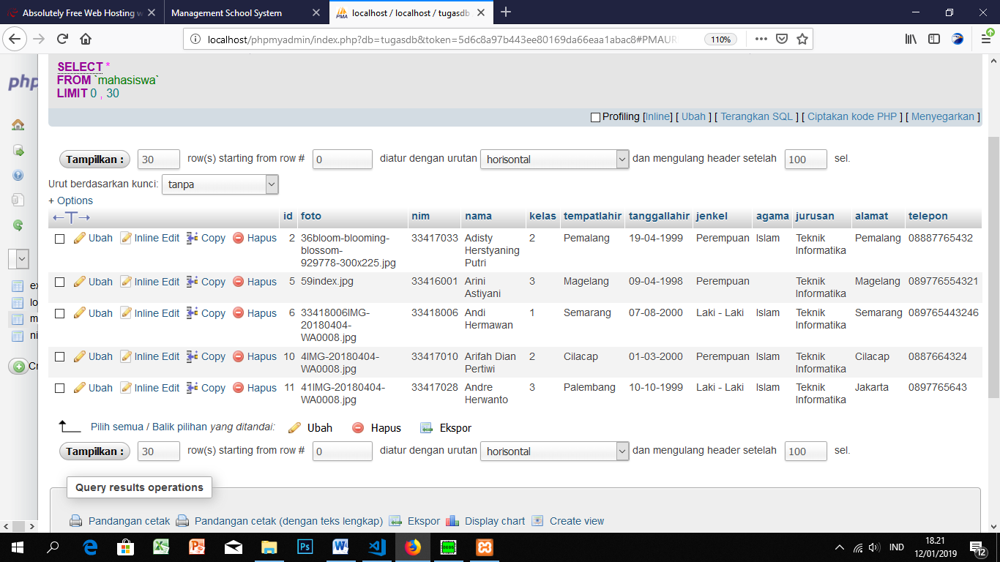 Absolutely Free Web Hosting w
Management School System
localhost / localhost / tugasdb
localhost/phpmyadmin/index.php?db=tugasdb&token=5d6c8a97b443ee80169da66eaa1abac8#PMAUR
110%
php
SELECT *
FROM `mahasiswa`
LIMIT 0 , 30
Profiling [Inline] [ Ubah ] [ Terangkan SQL ] [ Ciptakan kode PHP ] [ Menyegarkan ]
Tampilkan : 30 row(s) starting from row # 0 diatur dengan urutan horisontal dan mengulang header setelah 100 sel.
Urut berdasarkan kunci: tanpa
+ Options
←T→ id foto nim nama kelas tempatlahir tanggallahir jenkel agama jurusan alamat telepon
Ubah Inline Edit Copy Hapus 2 36bloom-blooming- 33417033 Adisty 2 Pemalang 19-04-1999 Perempuan Islam Teknik Pemalang 08887765432
blossom- Herstyaning Informatika
929778-300x225.jpg Putri
Ubah Inline Edit Copy Hapus 5 59index.jpg 33416001 Arini 3 Magelang 09-04-1998 Perempuan Teknik Magelang 089776554321
Astiyani Informatika
Ubah Inline Edit Copy Hapus 6 33418006IMG- 33418006 Andi 1 Semarang 07-08-2000 Laki - Laki Islam Teknik Semarang 089765443246
20180404- Hermawan Informatika
WA0008.jpg
Ubah Inline Edit Copy Hapus 10 4IMG-20180404- 33417010 Arifah Dian 2 Cilacap 01-03-2000 Perempuan Islam Teknik Cilacap 0887664324
WA0008.jpg Pertiwi Informatika
Ubah Inline Edit Copy Hapus 11 41IMG-20180404- 33417028 Andre 3 Palembang 10-10-1999 Laki - Laki Islam Teknik Jakarta 0897765643
WA0008.jpg Herwanto Informatika
ex
lo
m
ni
Cr
Pilih semua / Balik pilihan yang ditandai: Ubah Hapus Ekspor
Tampilkan : 30 row(s) starting from row # 0 diatur dengan urutan horisontal dan mengulang header setelah 100 sel.
Query results operations
Pandangan cetak Pandangan cetak (dengan teks lengkap) Ekspor Display chart Create view
IND
18.21
12/01/2019
12